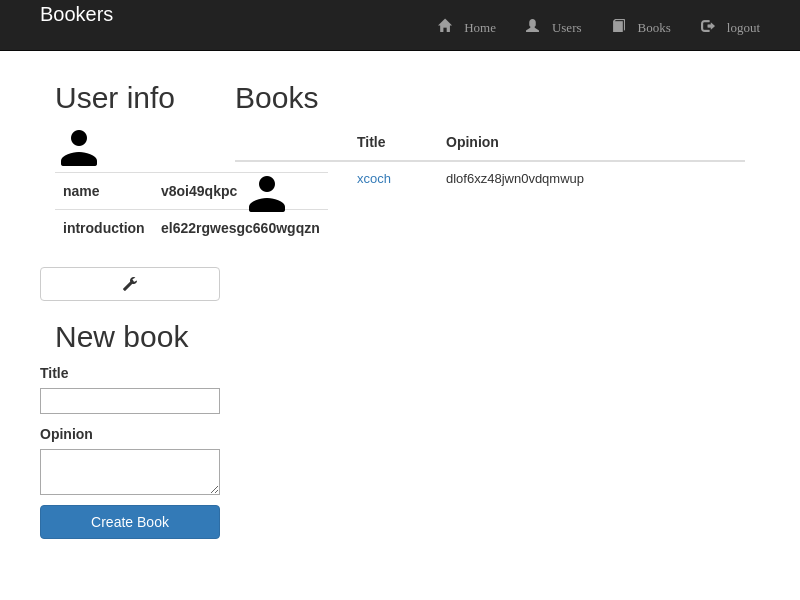 Bookers
Home Users Books logout
User info
Books
Title Opinion
name v8oi49qkpc
xcoch dlof6xz48jwn0vdqmwup
introduction el622rgwesgc660wgqzn
New book
Title
Opinion
Create Book